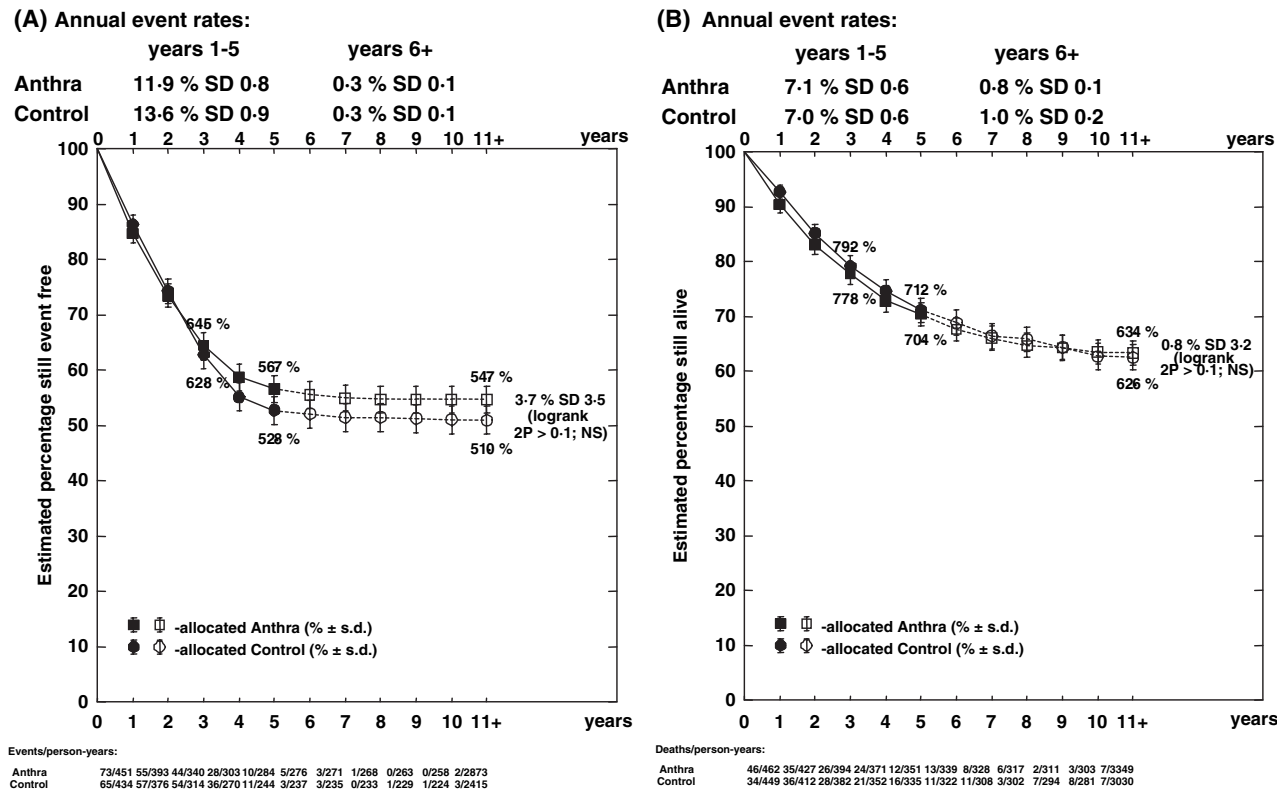 (A) Annual event rates:
years 1-5 years 6+
Anthra 11·9 % SD 0·8 0·3 % SD 0·1
Control 13·6 % SD 0·9 0·3 % SD 0·1
0 1 2 3 4 5 6 7 8 9 10 11+ years
100
90
80
70
60
50
40
30
20
10
0
Estimated percentage still event free
645 %
628 %
567 %
528 %
547 %
510 %
3·7 % SD 3·5
(logrank
2P > 0·1; NS)
-allocated Anthra (% ± s.d.)
-allocated Control (% ± s.d.)
0 1 2 3 4 5 6 7 8 9 10 11+ years
Events/person-years:
Anthra 73/451 55/393 44/340 28/303 10/284 5/276 3/271 1/268 0/263 0/258 2/2873
Control 65/434 57/376 54/314 36/270 11/244 3/237 3/235 0/233 1/229 1/224 3/2415
(B) Annual event rates:
years 1-5 years 6+
Anthra 7·1 % SD 0·6 0·8 % SD 0·1
Control 7·0 % SD 0·6 1·0 % SD 0·2
0 1 2 3 4 5 6 7 8 9 10 11+ years
100
90
80
70
60
50
40
30
20
10
0
Estimated percentage still alive
792 %
778 %
712 %
704 %
634 %
626 %
0·8 % SD 3·2
(logrank
2P > 0·1; NS)
-allocated Anthra (% ± s.d.)
-allocated Control (% ± s.d.)
0 1 2 3 4 5 6 7 8 9 10 11+ years
Deaths/person-years:
Anthra 46/462 35/427 26/394 24/371 12/351 13/339 8/328 6/317 2/311 3/303 7/3349
Control 34/449 36/412 28/382 21/352 16/335 11/322 11/308 3/302 7/294 8/281 7/3030